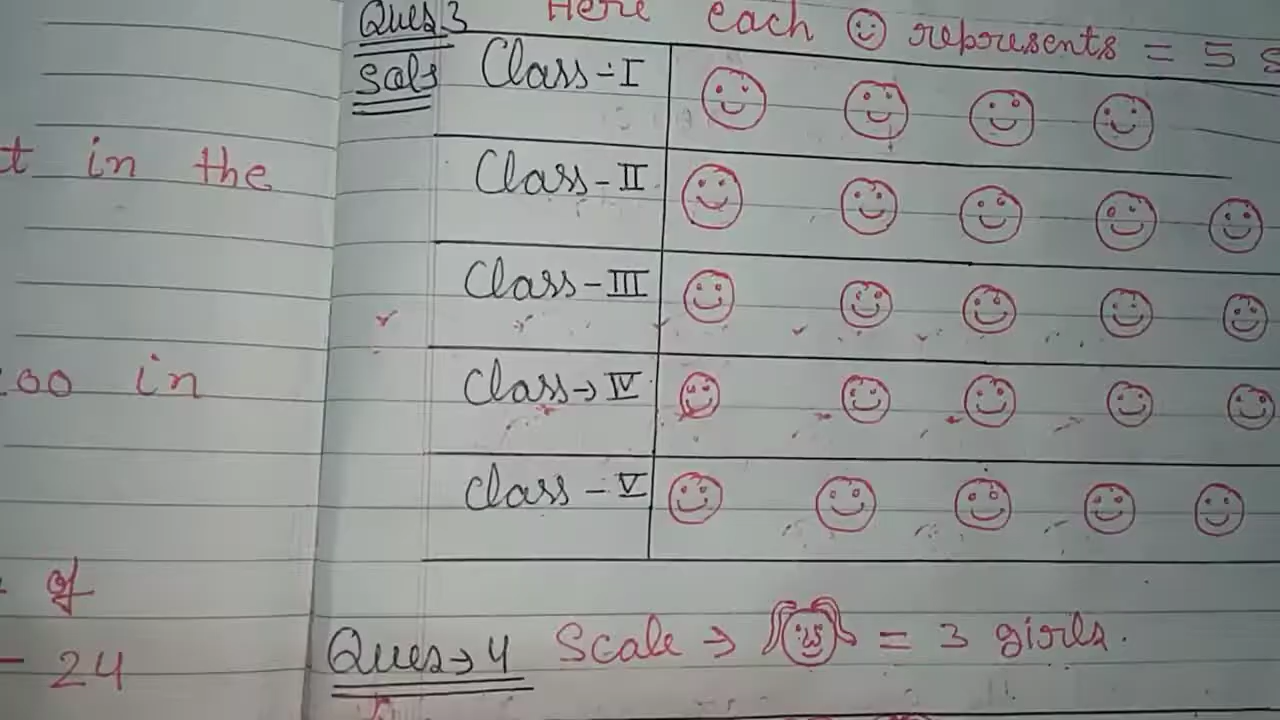 t in the
00 in
of
- 24
Ques 3 Here each represents = 5 S
Sol:
Class - I
Class - II
Class - III
Class → IV
Class - V
Ques → 4 Scale → = 3 girls.